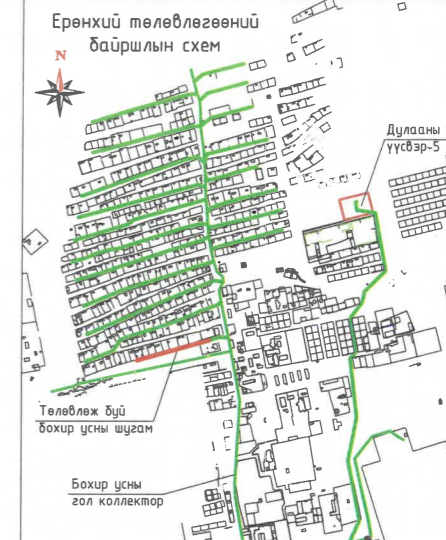 Ерөнхий төлөвлөгөөний
байршлын схем
N
Дулааны
үүсвэр-5
Төлөвлөж буй
бохир усны шугам
Бохир усны
гол коллектор